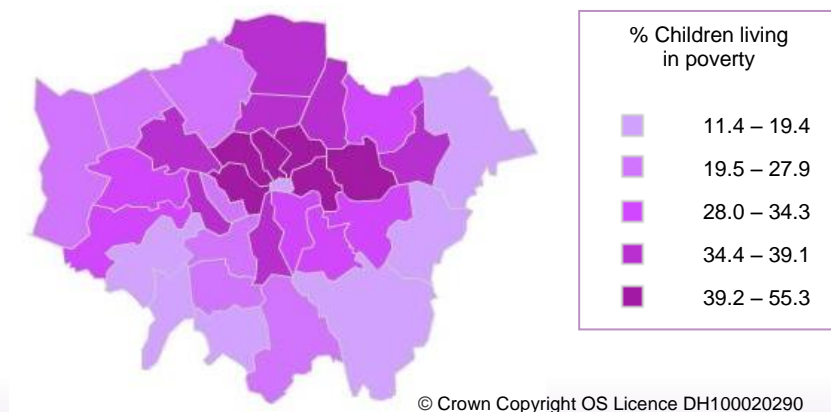 % Children living
in poverty
11.4 – 19.4
19.5 – 27.9
28.0 – 34.3
34.4 – 39.1
39.2 – 55.3
© Crown Copyright OS Licence DH100020290